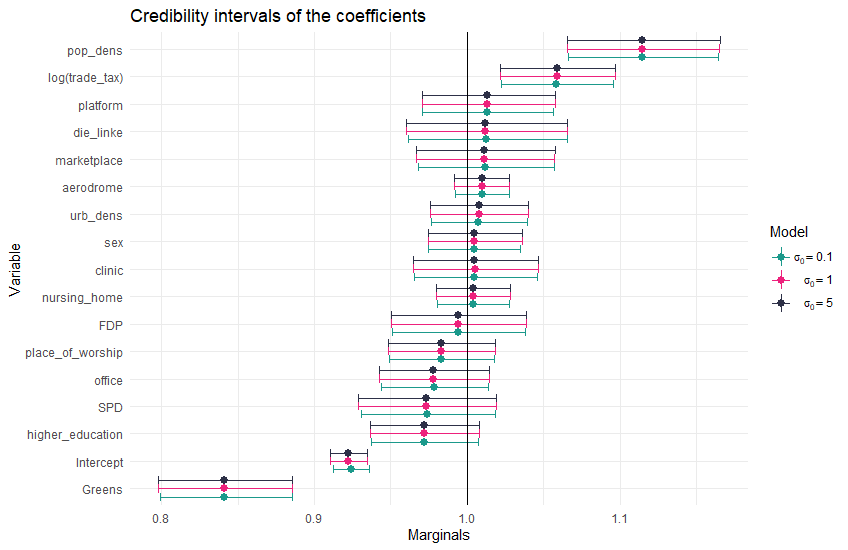 Credibility intervals of the coefficients
Variable
pop_dens
log(trade_tax)
platform
die_linke
marketplace
aerodrome
urb_dens
sex
clinic
nursing_home
FDP
place_of_worship
office
SPD
higher_education
Intercept
Greens
0.8 0.9 1.0 1.1
Marginals
Model
σ₀ = 0.1
σ₀ = 1
σ₀ = 5